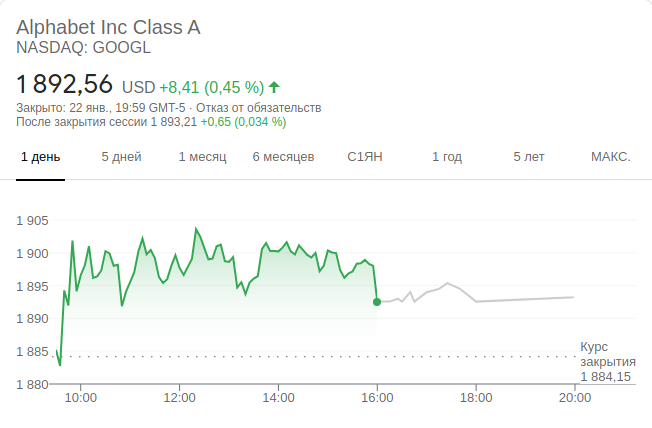 Alphabet Inc Class A
NASDAQ: GOOGL
1 892,56 USD +8,41 (0,45 %)
Закрыто: 22 янв., 19:59 GMT-5 · Отказ от обязательств
После закрытия сессии 1 893,21 +0,65 (0,034 %)
1 день 5 дней 1 месяц 6 месяцев С1ЯН 1 год 5 лет МАКС.
1 905
1 900
1 895
1 890
1 885
1 880
Курс
закрытия
1 884,15
10:00 12:00 14:00 16:00 18:00 20:00